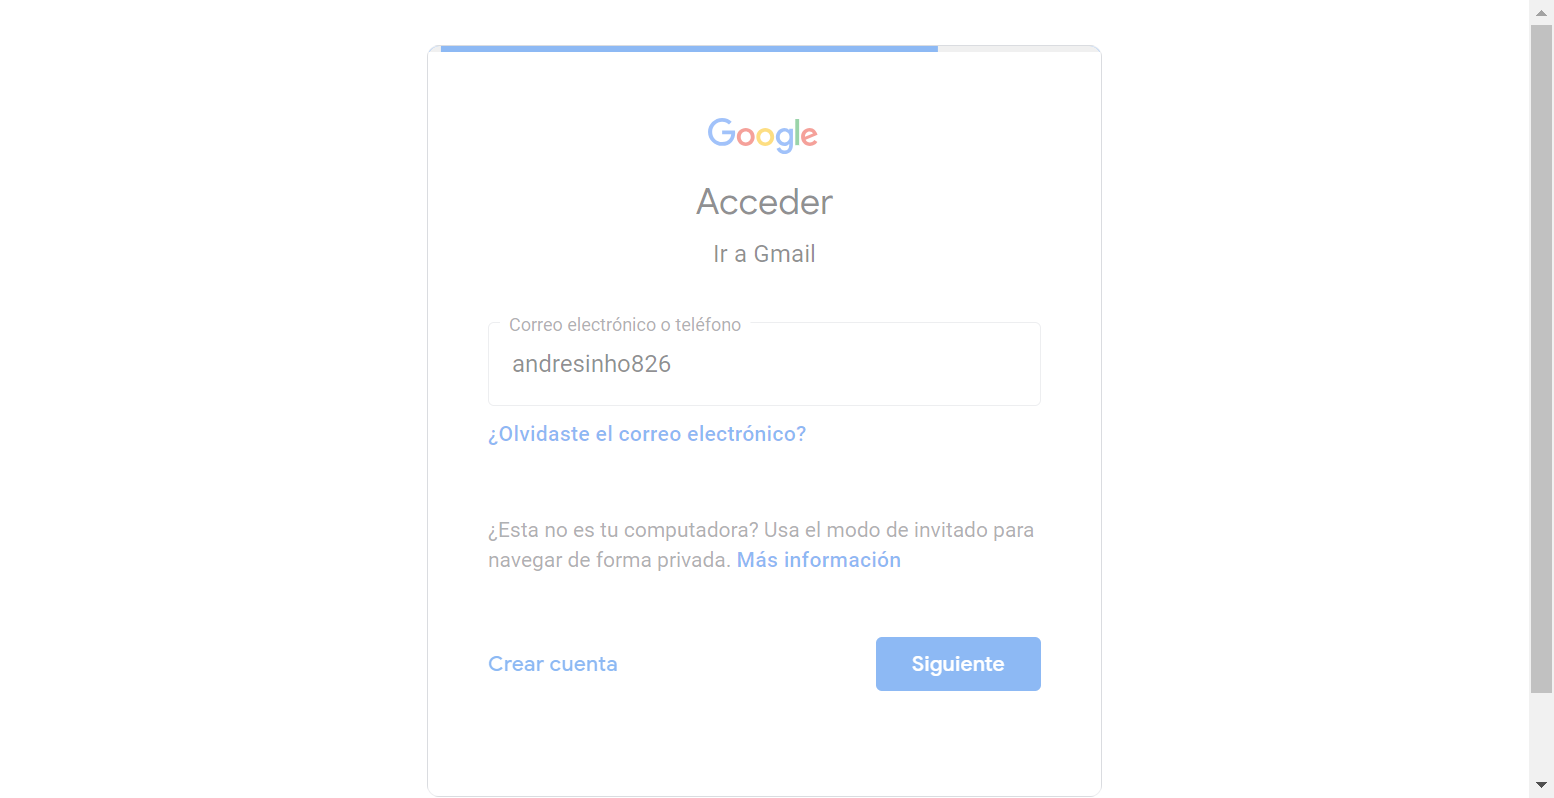 Google
Acceder
Ir a Gmail
Correo electrónico o teléfono
andresinho826
¿Olvidaste el correo electrónico?
¿Esta no es tu computadora? Usa el modo de invitado para
navegar de forma privada. Más información
Crear cuenta
Siguiente